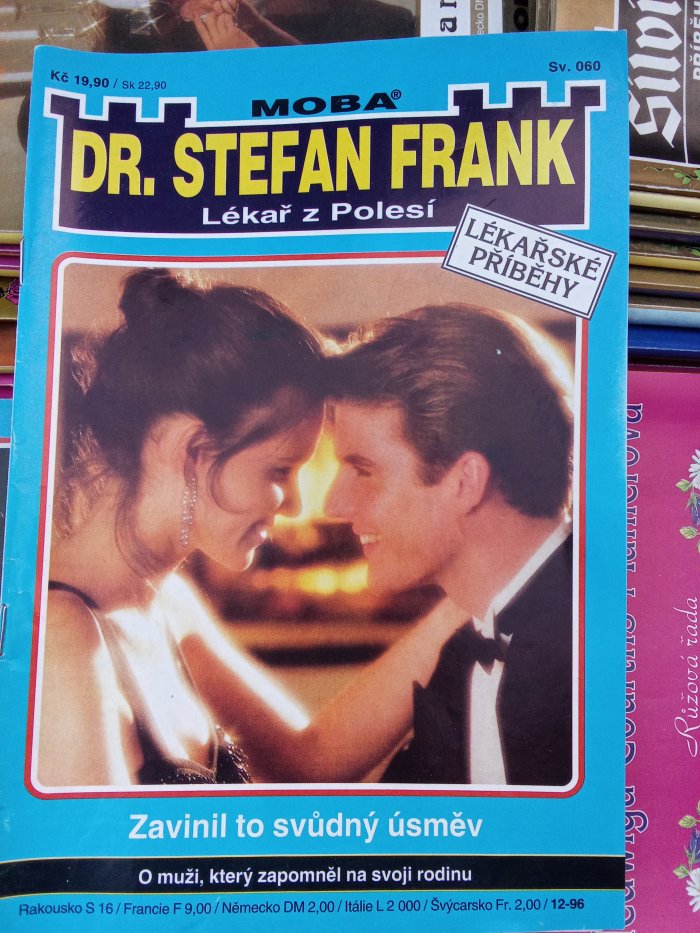 Kč 19,90 / Sk 22,90
Sv. 060
MOBA®
DR. STEFAN FRANK
Lékař z Polesí
LÉKAŘSKÉ
PŘÍBĚHY
Zavinil to svůdný úsměv
O muži, který zapomněl na svoji rodinu
Rakousko S 16 / Francie F 9,00 / Německo DM 2,00 / Itálie L 2 000 / Švýcarsko Fr. 2,00 / 12-96
Růžová řada